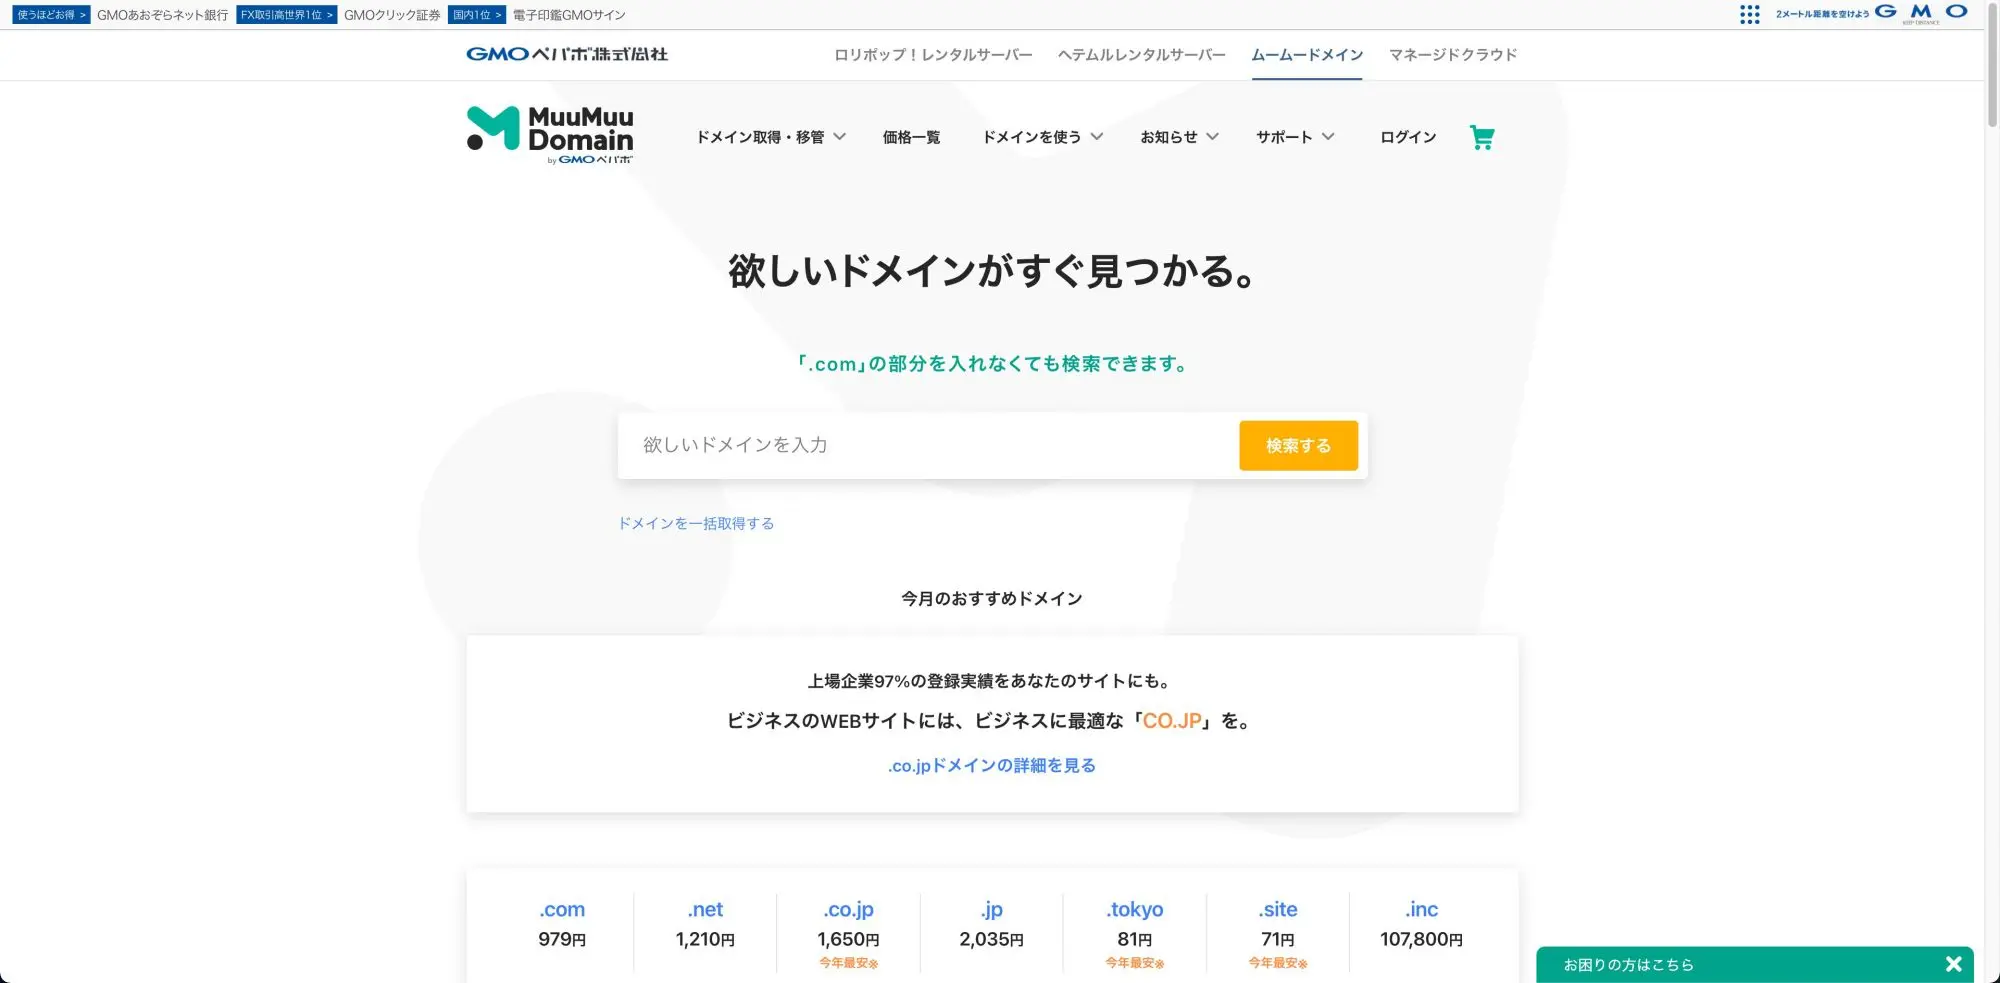 使うほどお得 > GMOあおぞらネット銀行 FX取引高世界1位 > GMOクリック証券 国内1位 > 電子印鑑GMOサイン
2メートル距離を空けよう G M O
KEEP DISTANCE
GMOペパボ株式会社 ロリポップ！レンタルサーバー ヘテムルレンタルサーバー ムームードメイン マネージドクラウド
MuuMuu
Domain
by GMOペパボ
ドメイン取得・移管 価格一覧 ドメインを使う お知らせ サポート ログイン
欲しいドメインがすぐ見つかる。
「.com」の部分を入れなくても検索できます。
欲しいドメインを入力 検索する
ドメインを一括取得する
今月のおすすめドメイン
上場企業97%の登録実績をあなたのサイトにも。
ビジネスのWEBサイトには、ビジネスに最適な「CO.JP」を。
.co.jpドメインの詳細を見る
.com .net .co.jp .jp .tokyo .site .inc
979円 1,210円 1,650円 2,035円 81円 71円 107,800円
今年最安※ 今年最安※ 今年最安※
お困りの方はこちら